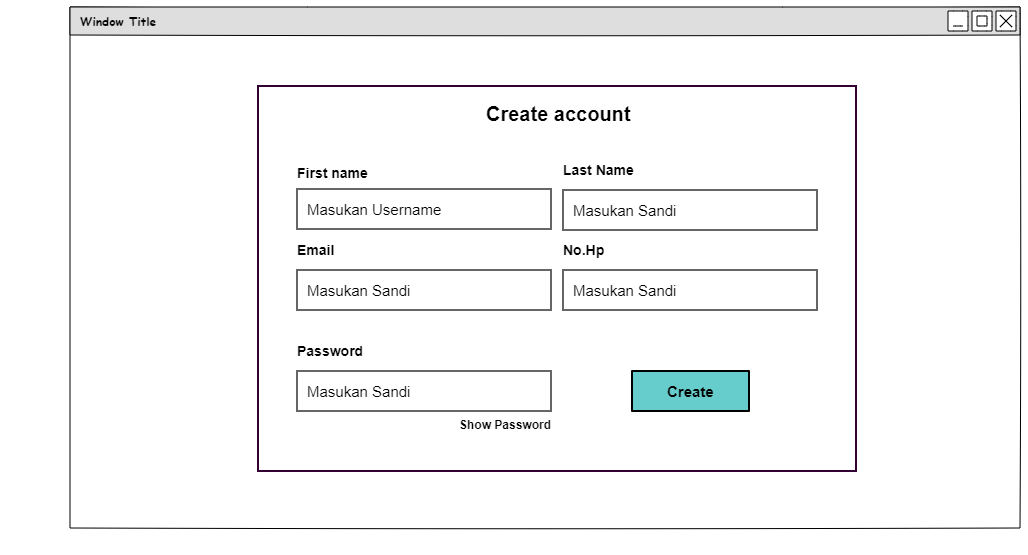 Window Title
Create account
First name
Last Name
Masukan Username
Masukan Sandi
Email
No.Hp
Masukan Sandi
Masukan Sandi
Password
Masukan Sandi
Create
Show Password